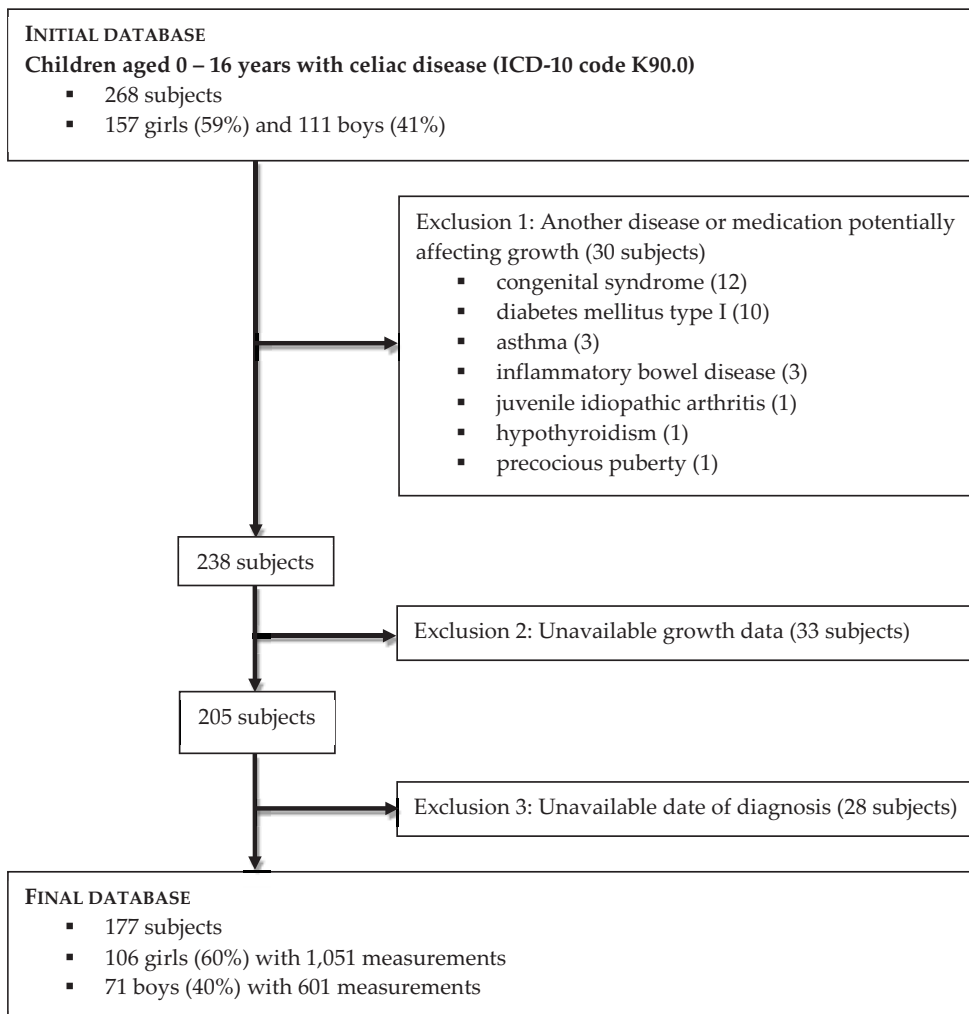 INITIAL DATABASE
Children aged 0 – 16 years with celiac disease (ICD-10 code K90.0)
▪ 268 subjects
▪ 157 girls (59%) and 111 boys (41%)
Exclusion 1: Another disease or medication potentially
affecting growth (30 subjects)
▪ congenital syndrome (12)
▪ diabetes mellitus type I (10)
▪ asthma (3)
▪ inflammatory bowel disease (3)
▪ juvenile idiopathic arthritis (1)
▪ hypothyroidism (1)
▪ precocious puberty (1)
238 subjects
Exclusion 2: Unavailable growth data (33 subjects)
205 subjects
Exclusion 3: Unavailable date of diagnosis (28 subjects)
FINAL DATABASE
▪ 177 subjects
▪ 106 girls (60%) with 1,051 measurements
▪ 71 boys (40%) with 601 measurements